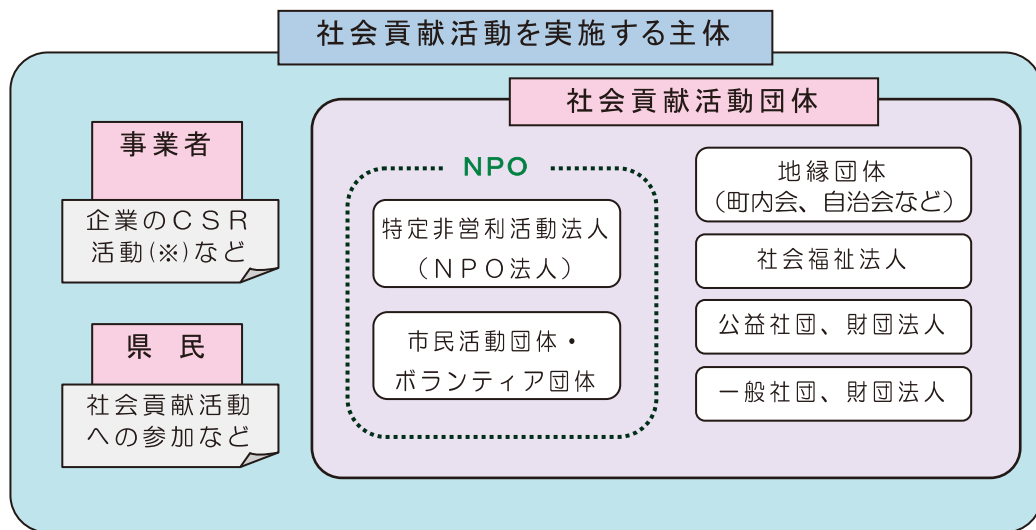 社会貢献活動を実施する主体
社会貢献活動団体
事業者
企業のCSR
活動(※)など
県 民
社会貢献活動
への参加など
NPO
特定非営利活動法人
(NPO法人)
市民活動団体・
ボランティア団体
地縁団体
(町内会、自治会など)
社会福祉法人
公益社団、財団法人
一般社団、財団法人